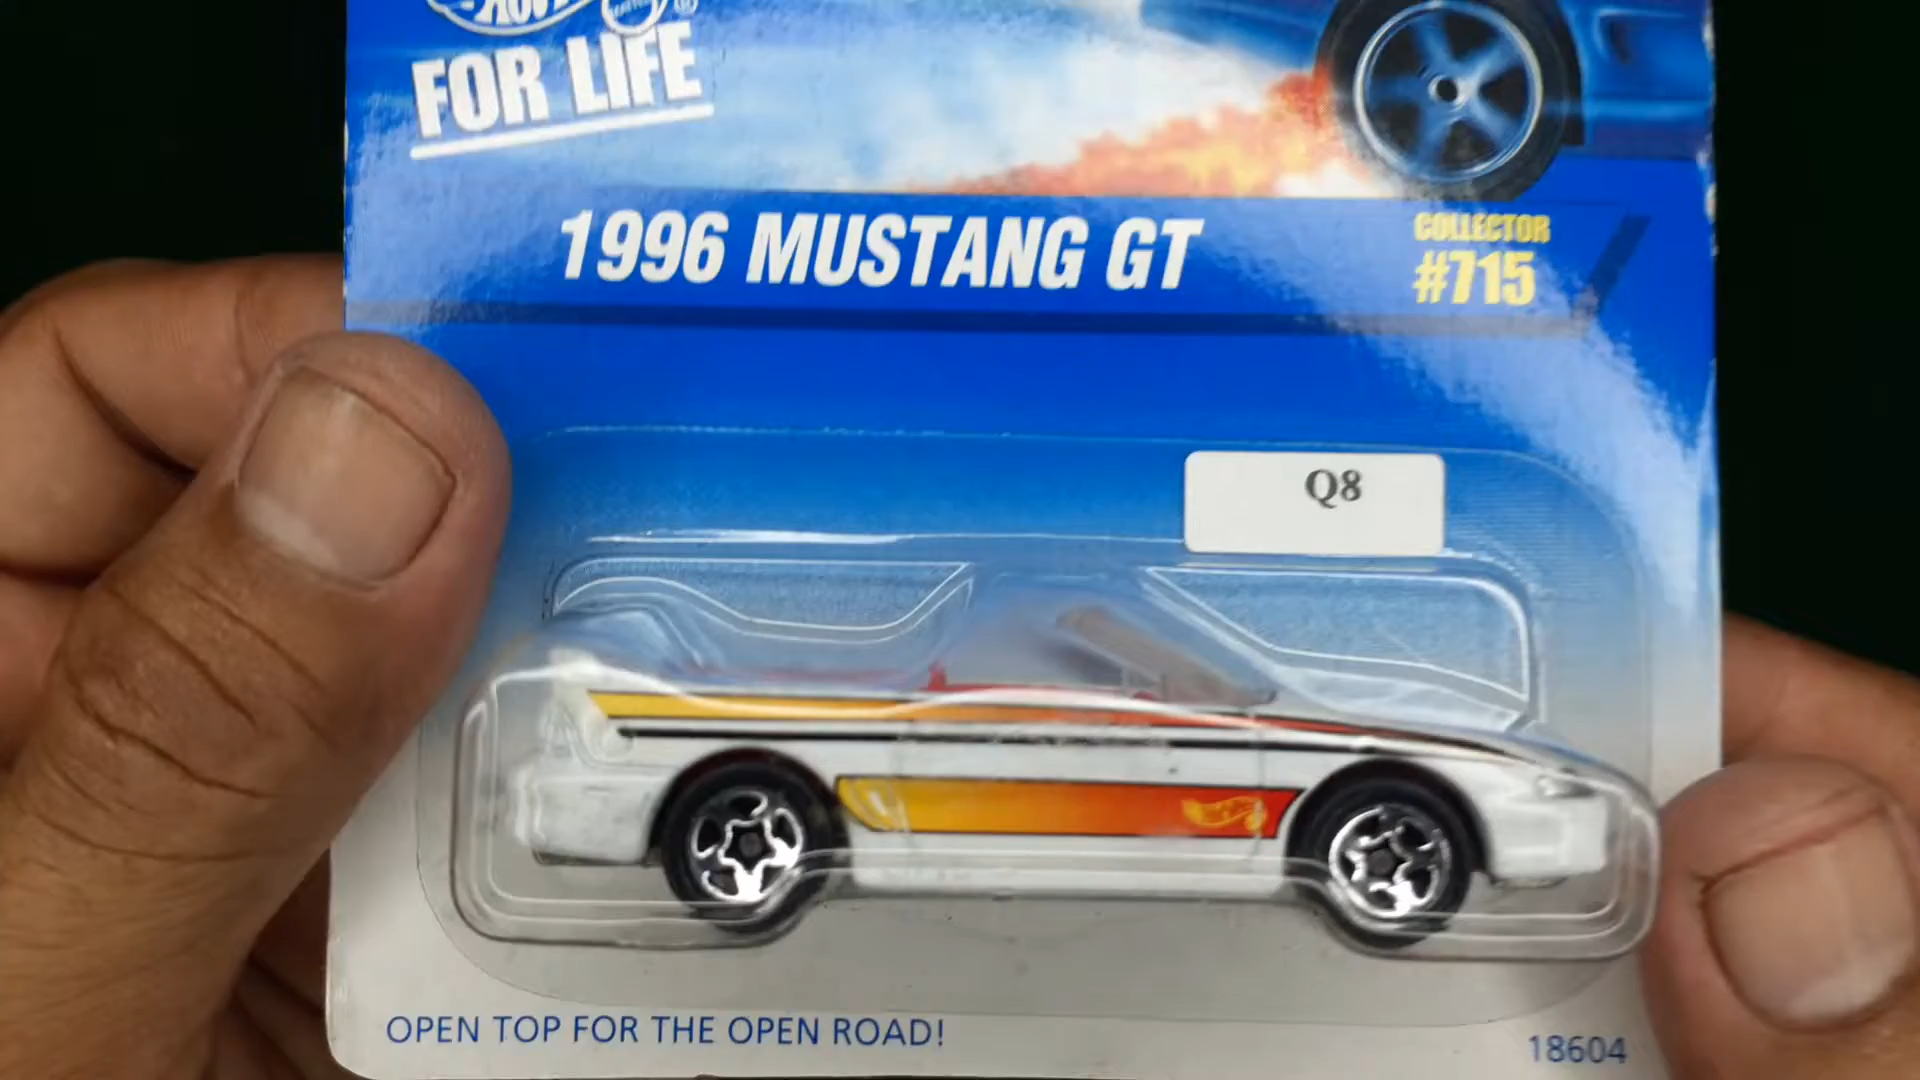 FOR LIFE
1996 MUSTANG GT
COLLECTOR
#715
Q8
OPEN TOP FOR THE OPEN ROAD!
18604